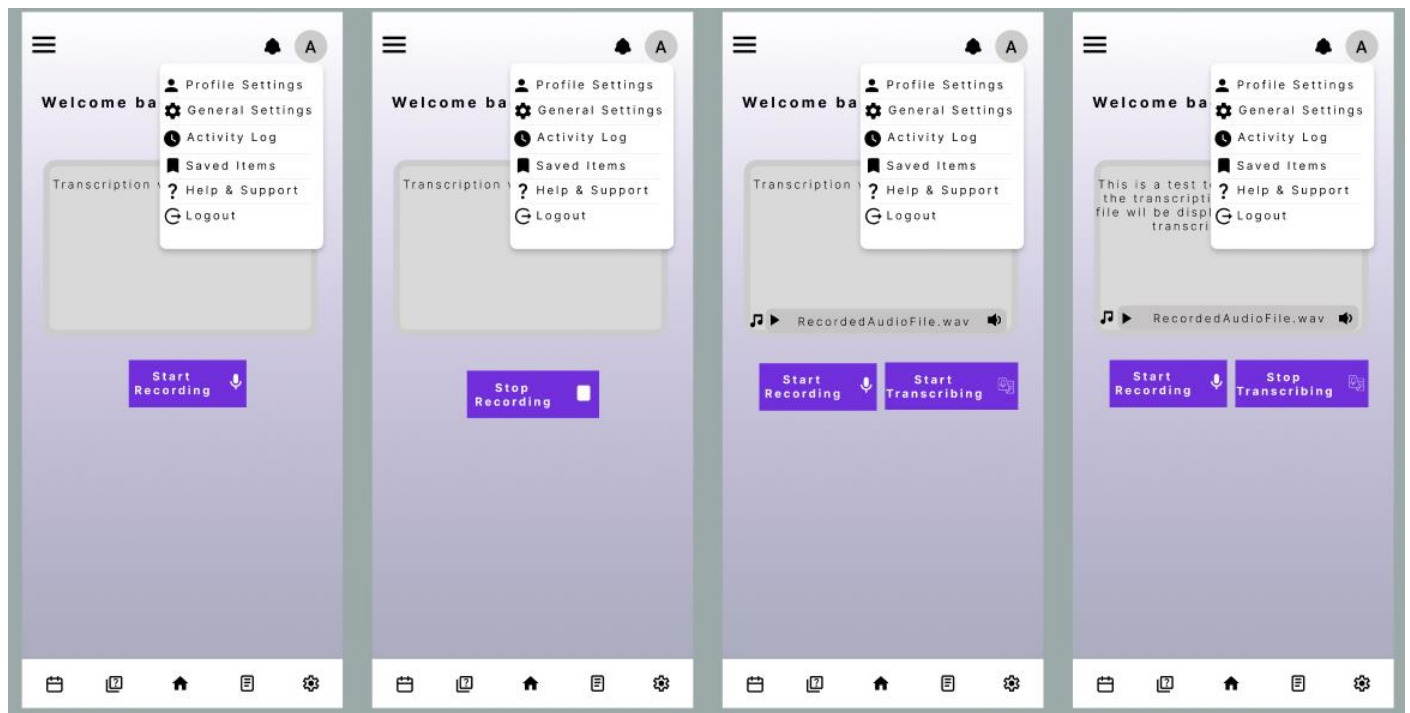 A
Profile Settings
Welcome ba
General Settings
Activity Log
Saved Items
Transcription
Help & Support
Logout
Start
Recording
A
Profile Settings
Welcome ba
General Settings
Activity Log
Saved Items
Transcription
Help & Support
Logout
Stop
Recording
A
Profile Settings
Welcome ba
General Settings
Activity Log
Saved Items
Transcription
Help & Support
Logout
RecordedAudioFile.wav
Start
Recording
Start
Transcribing
A
Profile Settings
Welcome ba
General Settings
Activity Log
Saved Items
This is a test t
Help & Support
the transcripti
file wil be displ
Logout
transcri
RecordedAudioFile.wav
Start
Recording
Stop
Transcribing